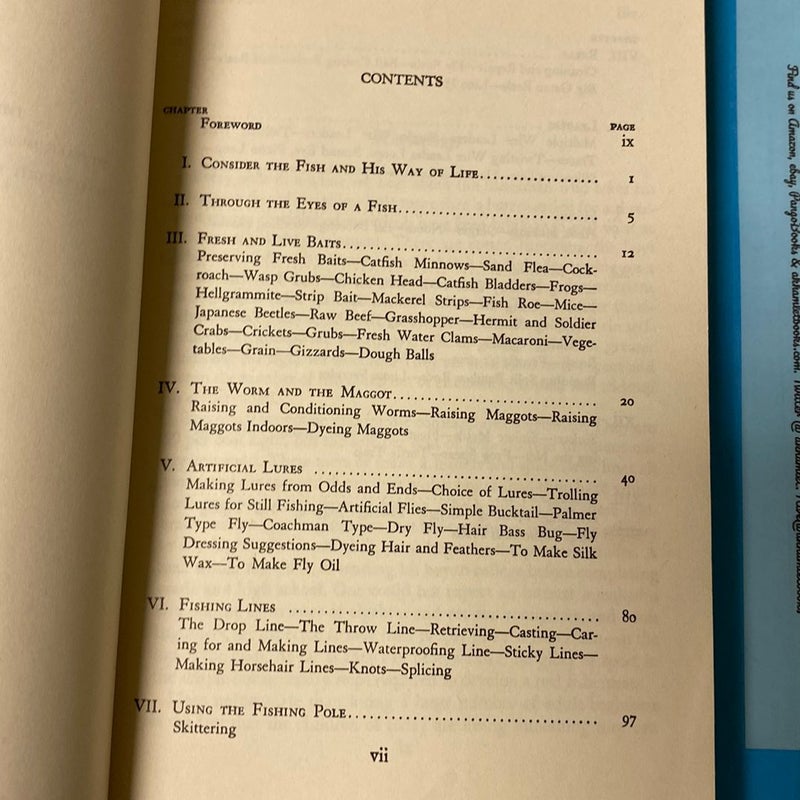 CONTENTS
CHAPTER
PAGE
FOREWORD
ix
I. CONSIDER THE FISH AND HIS WAY OF LIFE.................. 1
II. THROUGH THE EYES OF A FISH.............................. 5
III. FRESH AND LIVE BAITS...................................... 12
Preserving Fresh Baits—Catfish Minnows—Sand Flea—Cock-
roach—Wasp Grubs—Chicken Head—Catfish Bladders—Frogs—
Hellgrammite—Strip Bait—Mackerel Strips—Fish Roe—Mice—
Japanese Beetles—Raw Beef—Grasshopper—Hermit and Soldier
Crabs—Crickets—Grubs—Fresh Water Clams—Macaroni—Vege-
tables—Grain—Gizzards—Dough Balls
IV. THE WORM AND THE MAGGOT............................... 20
Raising and Conditioning Worms—Raising Maggots—Raising
Maggots Indoors—Dyeing Maggots
V. ARTIFICIAL LURES .......................................... 40
Making Lures from Odds and Ends—Choice of Lures—Trolling
Lures for Still Fishing—Artificial Flies—Simple Bucktail—Palmer
Type Fly—Coachman Type—Dry Fly—Hair Bass Bug—Fly
Dressing Suggestions—Dyeing Hair and Feathers—To Make Silk
Wax—To Make Fly Oil
VI. FISHING LINES .............................................. 80
The Drop Line—The Throw Line—Retrieving—Casting—Car-
ing for and Making Lines—Waterproofing Line—Sticky Lines—
Making Horsehair Lines—Knots—Splicing
VII. USING THE FISHING POLE..................................... 97
Skittering
vii
Find us on Amazon, ebay, PangoBooks &